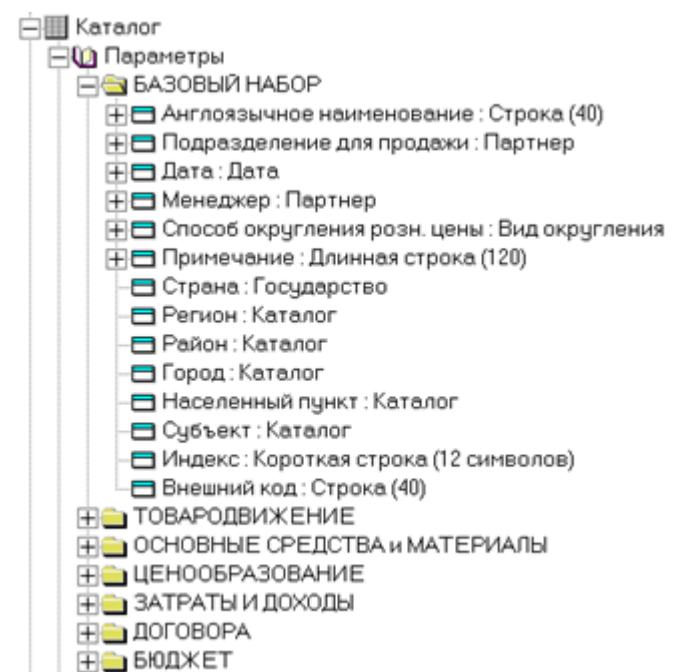 Каталог
Параметры
БАЗОВЫЙ НАБОР
Англоязычное наименование : Строка (40)
Подразделение для продажи : Партнер
Дата : Дата
Менеджер : Партнер
Способ округления розн. цены : Вид округления
Примечание : Длинная строка (120)
Страна : Государство
Регион : Каталог
Район : Каталог
Город : Каталог
Населенный пункт : Каталог
Субъект : Каталог
Индекс : Короткая строка (12 символов)
Внешний код : Строка (40)
ТОВАРОДВИЖЕНИЕ
ОСНОВНЫЕ СРЕДСТВА и МАТЕРИАЛЫ
ЦЕНООБРАЗОВАНИЕ
ЗАТРАТЫ И ДОХОДЫ
ДОГОВОРА
БЮДЖЕТ